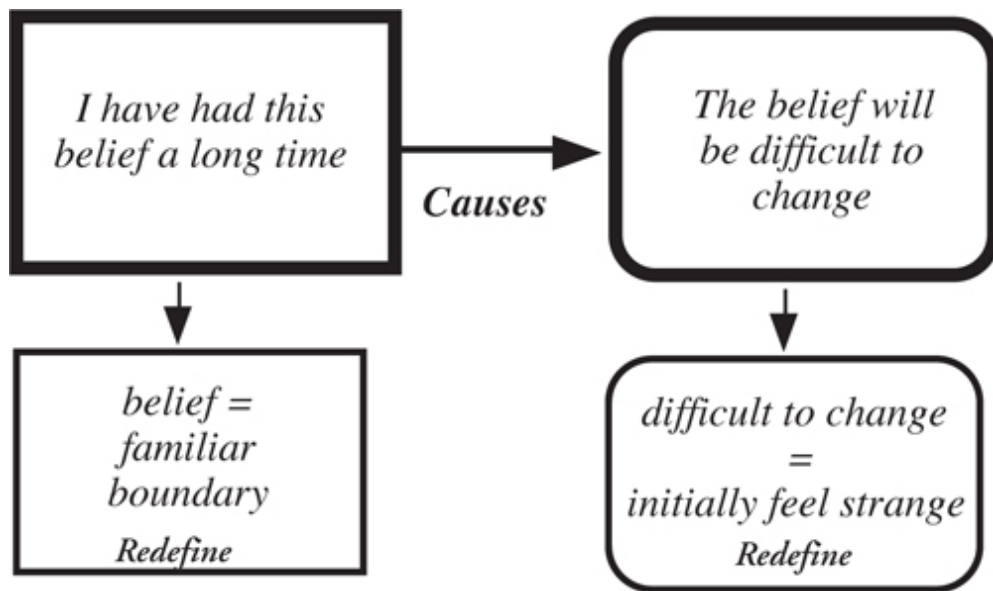 I have had this
belief a long time
Causes
The belief will
be difficult to
change
belief =
familiar
boundary
Redefine
difficult to change
=
initially feel strange
Redefine